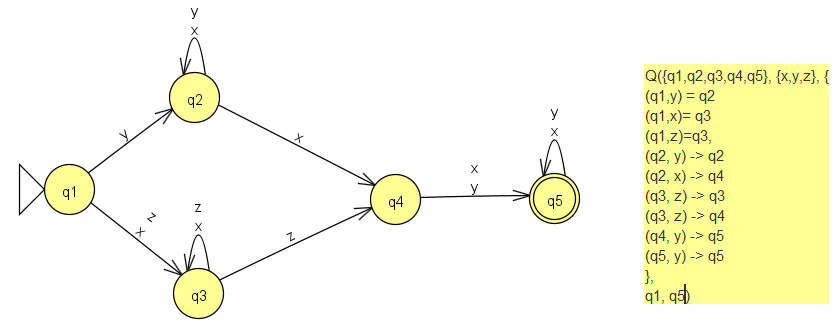 y
x
q2
y
x
q1
z
x
z
x
q3
z
q4
x
y
y
x
q5
Q({q1,q2,q3,q4,q5}, {x,y,z}, {
(q1,y) = q2
(q1,x)= q3
(q1,z)=q3,
(q2, y) -> q2
(q2, x) -> q4
(q3, z) -> q3
(q3, z) -> q4
(q4, y) -> q5
(q5, y) -> q5
},
q1, q5)